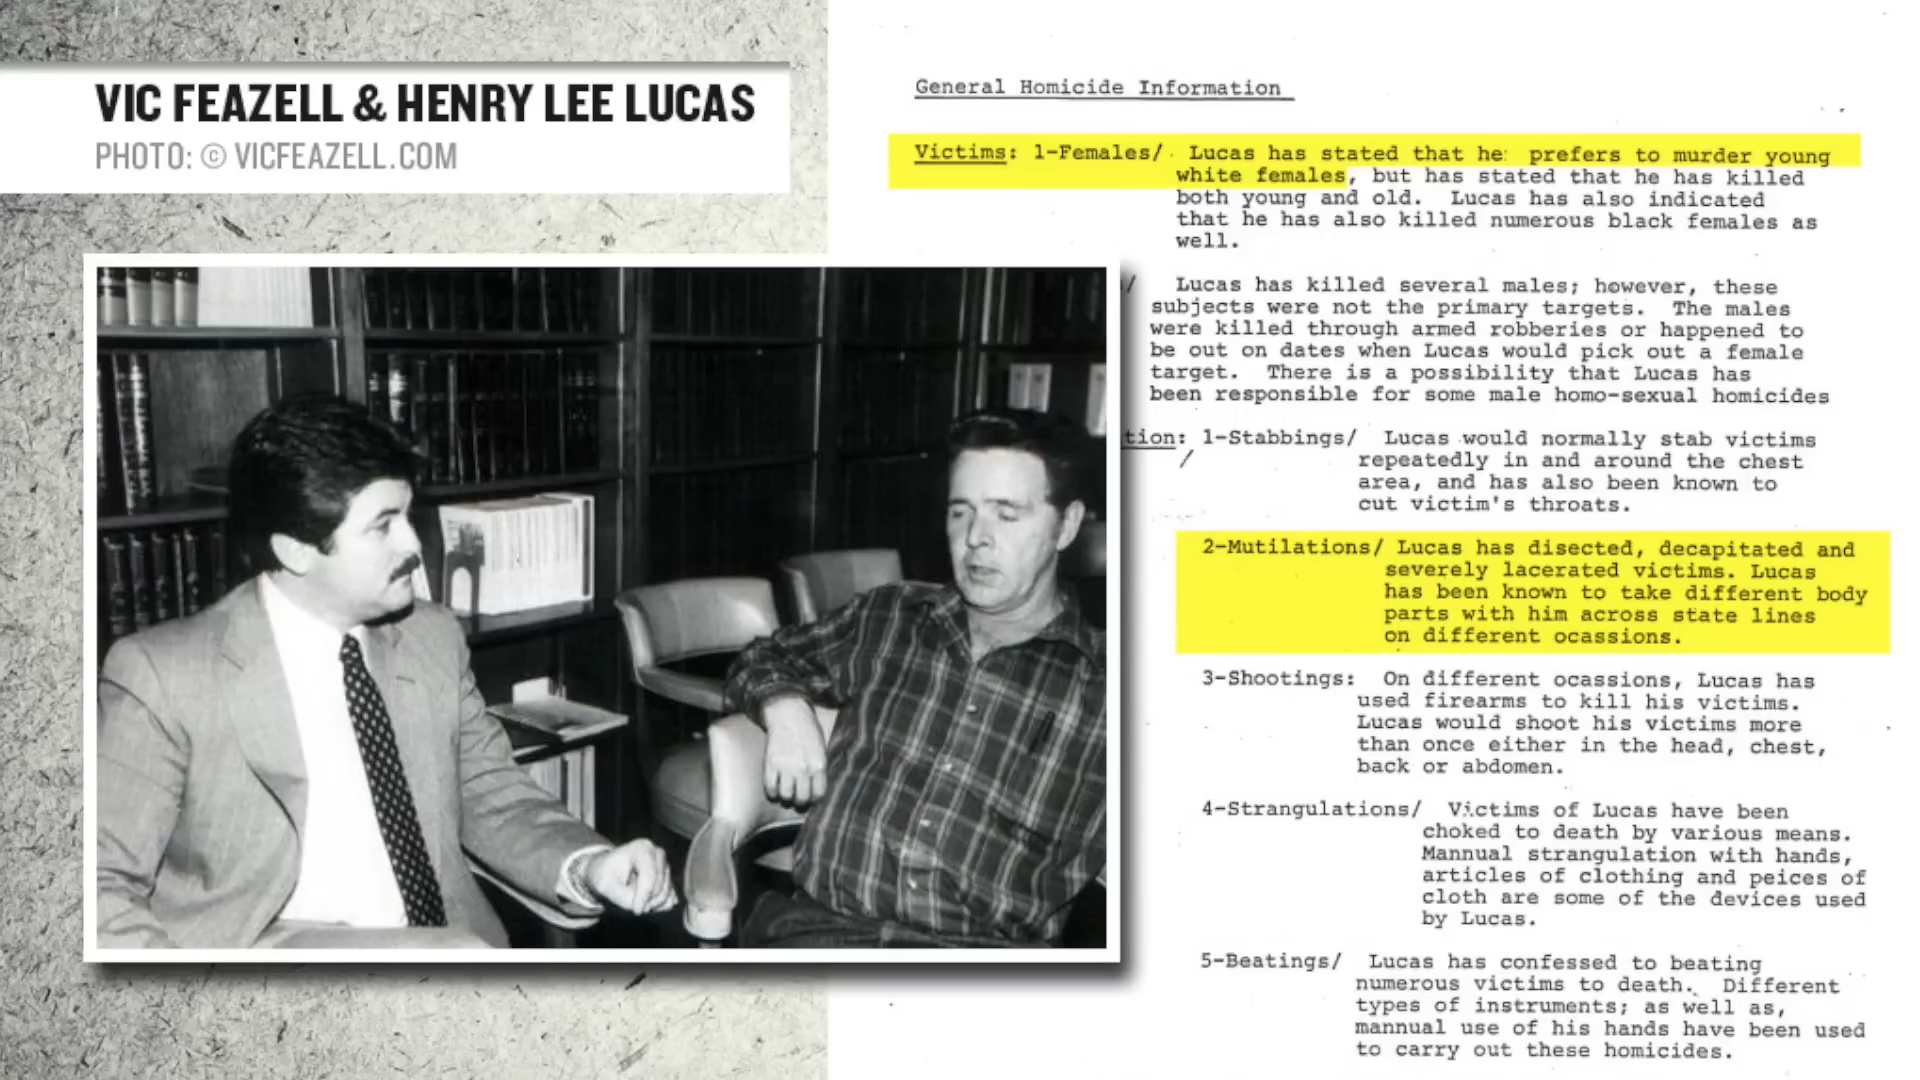 VIC FEAZELL & HENRY LEE LUCAS
PHOTO: © VICFEAZELL.COM
General Homicide Information
Victims: 1-Females/ Lucas has stated that he prefers to murder young
white females, but has stated that he has killed
both young and old. Lucas has also indicated
that he has also killed numerous black females as
well.
Lucas has killed several males; however, these
subjects were not the primary targets. The males
were killed through armed robberies or happened to
be out on dates when Lucas would pick out a female
target. There is a possibility that Lucas has
been responsible for some male homo-sexual homicides
tion: 1-Stabbings/ Lucas would normally stab victims
repeatedly in and around the chest
area, and has also been known to
cut victim's throats.
2-Mutilations/ Lucas has disected, decapitated and
severely lacerated victims. Lucas
has been known to take different body
parts with him across state lines
on different ocassions.
3-Shootings: On different ocassions, Lucas has
used firearms to kill his victims.
Lucas would shoot his victims more
than once either in the head, chest,
back or abdomen.
4-Strangulations/ Victims of Lucas have been
choked to death by various means.
Mannual strangulation with hands,
articles of clothing and peices of
cloth are some of the devices used
by Lucas.
5-Beatings/ Lucas has confessed to beating
numerous victims to death. Different
types of instruments; as well as,
mannual use of his hands have been used
to carry out these homicides.